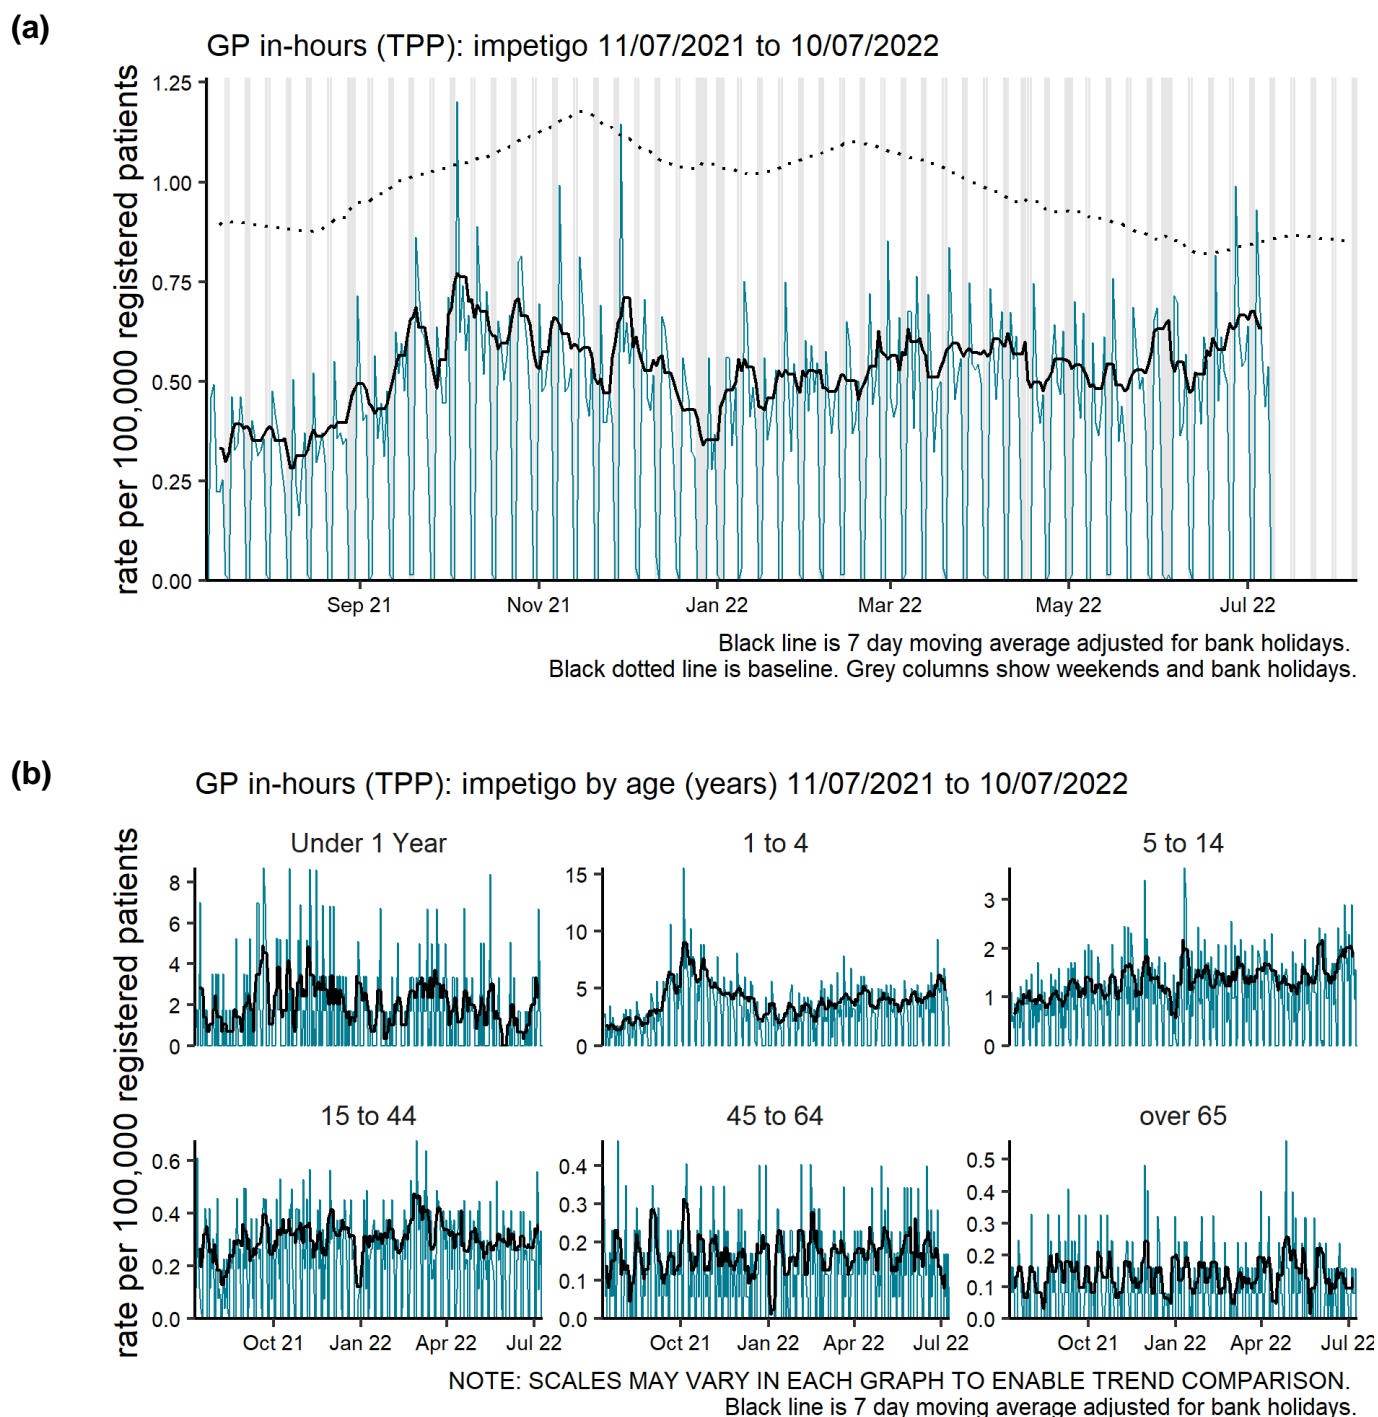 (a)
GP in-hours (TPP): impetigo 11/07/2021 to 10/07/2022
rate per 100,000 registered patients
1.25
1.00
0.75
0.50
0.25
0.00
Sep 21 Nov 21 Jan 22 Mar 22 May 22 Jul 22
Black line is 7 day moving average adjusted for bank holidays.
Black dotted line is baseline. Grey columns show weekends and bank holidays.
(b)
GP in-hours (TPP): impetigo by age (years) 11/07/2021 to 10/07/2022
rate per 100,000 registered patients
Under 1 Year
8
6
4
2
0
1 to 4
15
10
5
0
5 to 14
3
2
1
0
15 to 44
0.6
0.4
0.2
0.0
Oct 21 Jan 22 Apr 22 Jul 22
45 to 64
0.4
0.3
0.2
0.1
0.0
Oct 21 Jan 22 Apr 22 Jul 22
over 65
0.5
0.4
0.3
0.2
0.1
0.0
Oct 21 Jan 22 Apr 22 Jul 22
NOTE: SCALES MAY VARY IN EACH GRAPH TO ENABLE TREND COMPARISON.
Black line is 7 day moving average adjusted for bank holidays.